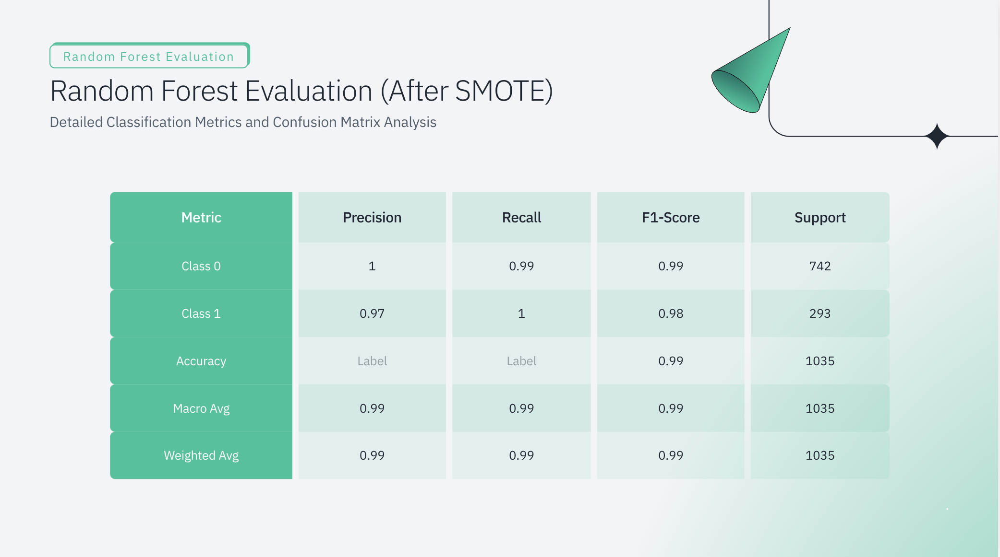 Random Forest Evaluation
Random Forest Evaluation (After SMOTE)
Detailed Classification Metrics and Confusion Matrix Analysis
Metric Precision Recall F1-Score Support
Class 0 1 0.99 0.99 742
Class 1 0.97 1 0.98 293
Accuracy Label Label 0.99 1035
Macro Avg 0.99 0.99 0.99 1035
Weighted Avg 0.99 0.99 0.99 1035